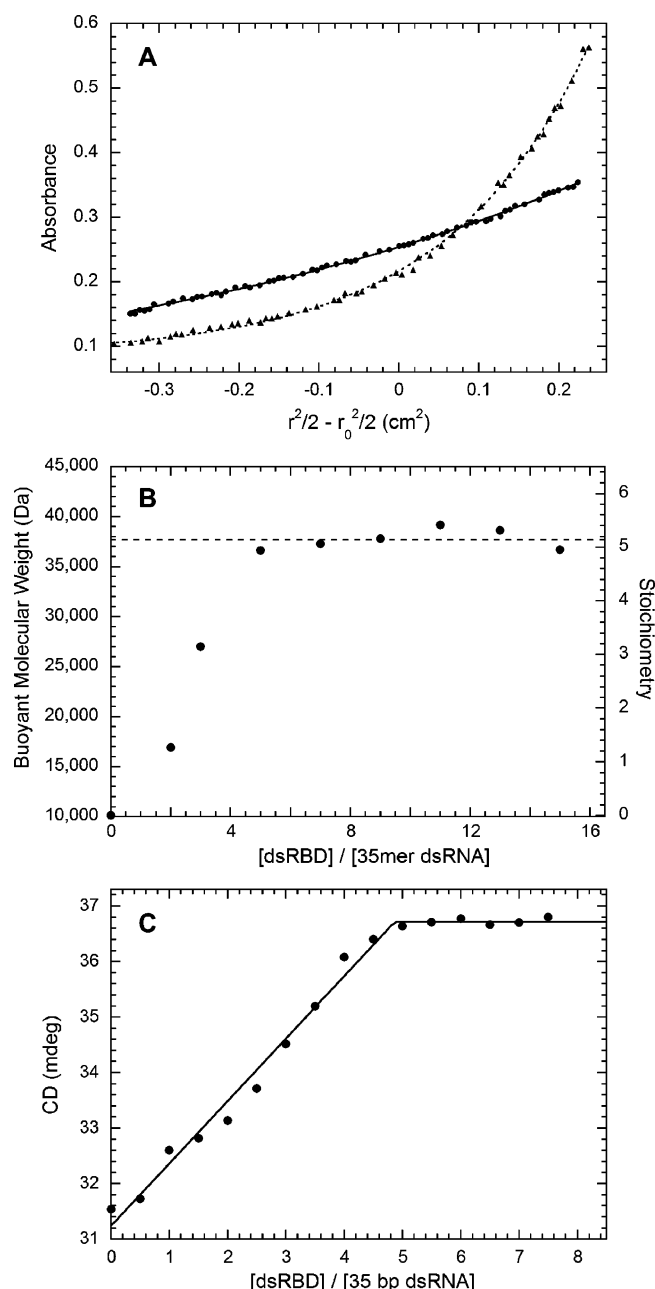 A
0.6
0.5
0.4
0.3
0.2
0.1
Absorbance
-0.3 -0.2 -0.1 0 0.1 0.2
r²/2 - r₀²/2 (cm²)
B
45,000
40,000
35,000
30,000
25,000
20,000
15,000
10,000
Buoyant Molecular Weight (Da)
6
5
4
3
2
1
0
Stoichiometry
0 4 8 12 16
[dsRBD] / [35mer dsRNA]
C
37
36
35
34
33
32
31
CD (mdeg)
0 1 2 3 4 5 6 7 8
[dsRBD] / [35 bp dsRNA]